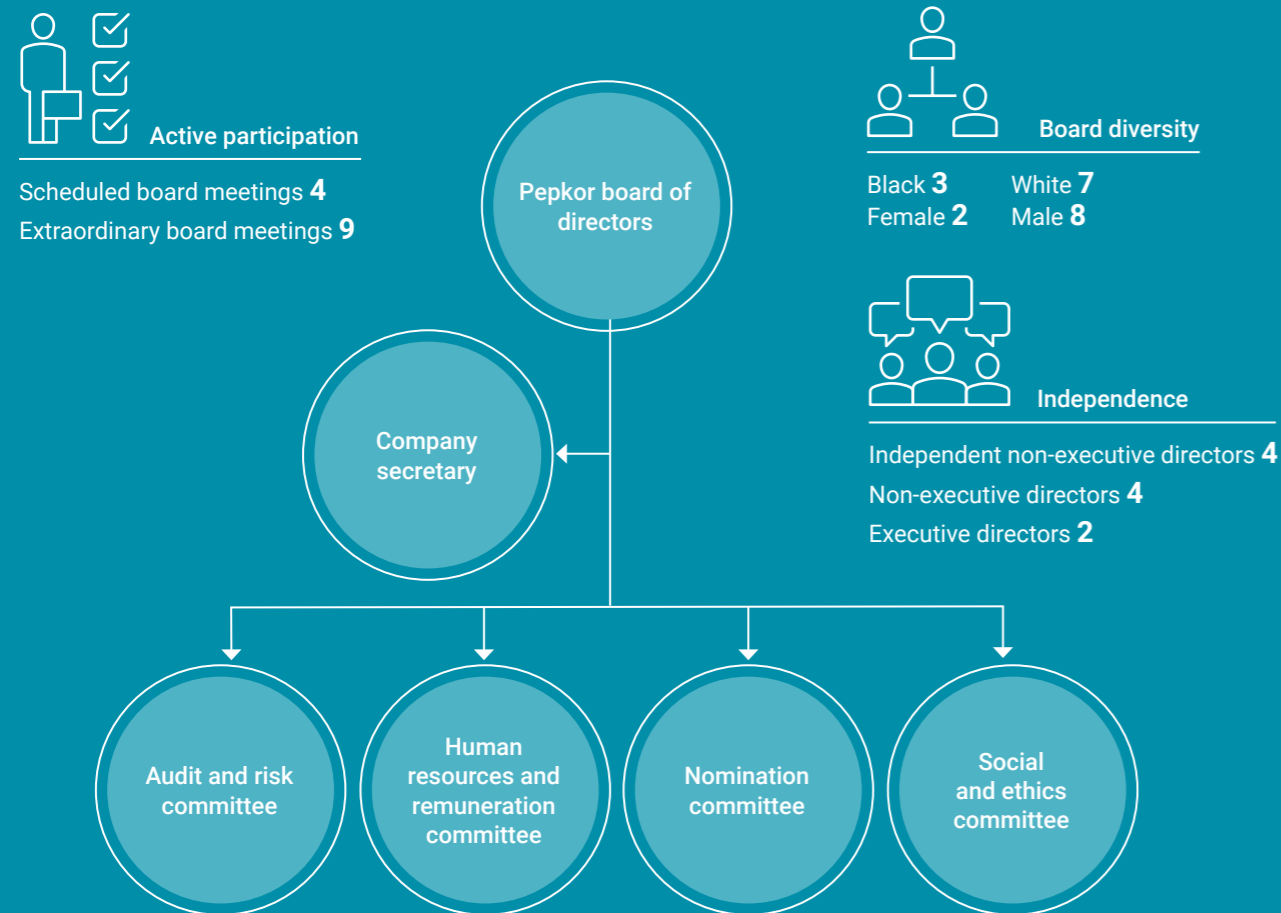 Active participation
Scheduled board meetings 4
Extraordinary board meetings 9
Pepkor board of
directors
Board diversity
Black 3 White 7
Female 2 Male 8
Independence
Independent non-executive directors 4
Non-executive directors 4
Executive directors 2
Company
secretary
Audit and risk
committee
Human
resources and
remuneration
committee
Nomination
committee
Social
and ethics
committee